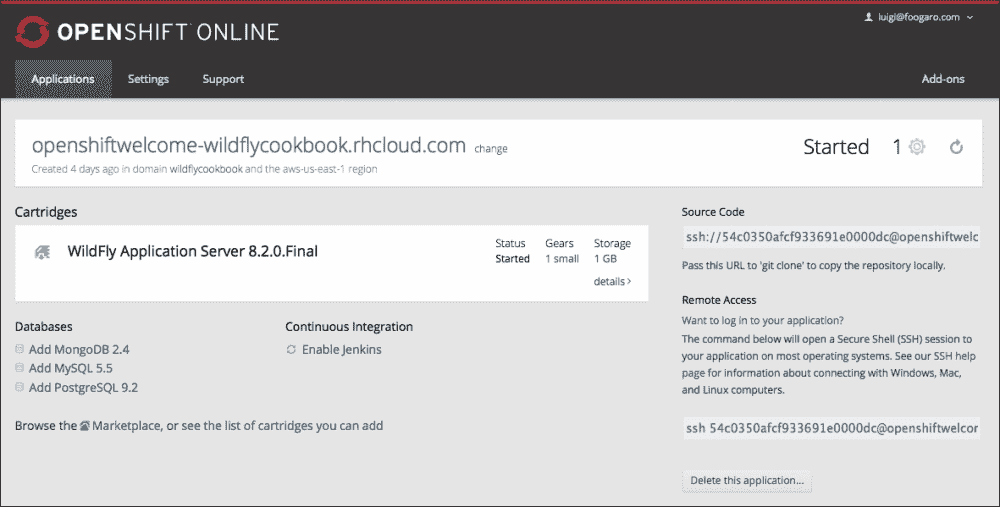 OPENSHIFT ONLINE
luigi@foogaro.com
Applications
Settings
Support
Add-ons
openshiftwelcome-wildflycookbook.rhcloud.com change
Started 1
Created 4 days ago in domain wildflycookbook and the aws-us-east-1 region
Cartridges
WildFly Application Server 8.2.0.Final
Status
Started
Gears
1 small
Storage
1 GB
details
Databases
Add MongoDB 2.4
Add MySQL 5.5
Add PostgreSQL 9.2
Continuous Integration
Enable Jenkins
Browse the Marketplace, or see the list of cartridges you can add
Source Code
ssh://54c0350afcf933691e0000dc@openshiftwelc
Pass this URL to 'git clone' to copy the repository locally.
Remote Access
Want to log in to your application?
The command below will open a Secure Shell (SSH) session to
your application on most operating systems. See our SSH help
page for information about connecting with Windows, Mac,
and Linux computers.
ssh 54c0350afcf933691e0000dc@openshiftwelcor
Delete this application...